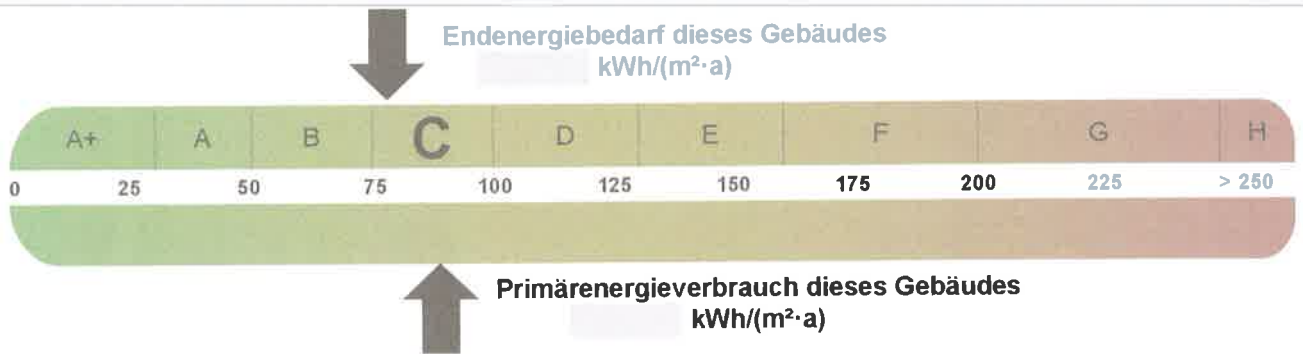 Endenergiebedarf dieses Gebäudes
kWh/(m²·a)
A+ A B C D E F G H
0 25 50 75 100 125 150 175 200 225 > 250
Primärenergieverbrauch dieses Gebäudes
kWh/(m²·a)